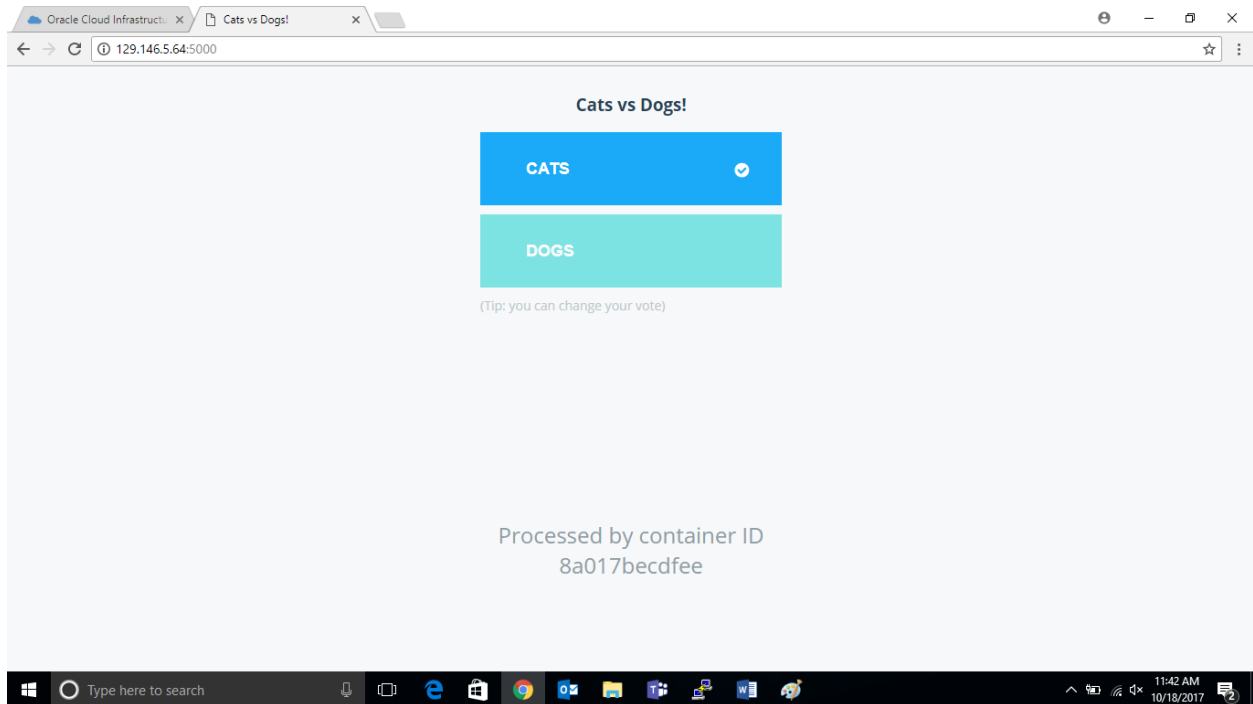 Oracle Cloud Infrastructu
Cats vs Dogs!
129.146.5.64:5000
Cats vs Dogs!
CATS
DOGS
(Tip: you can change your vote)
Processed by container ID
8a017becdfee
Type here to search
11:42 AM
10/18/2017
2